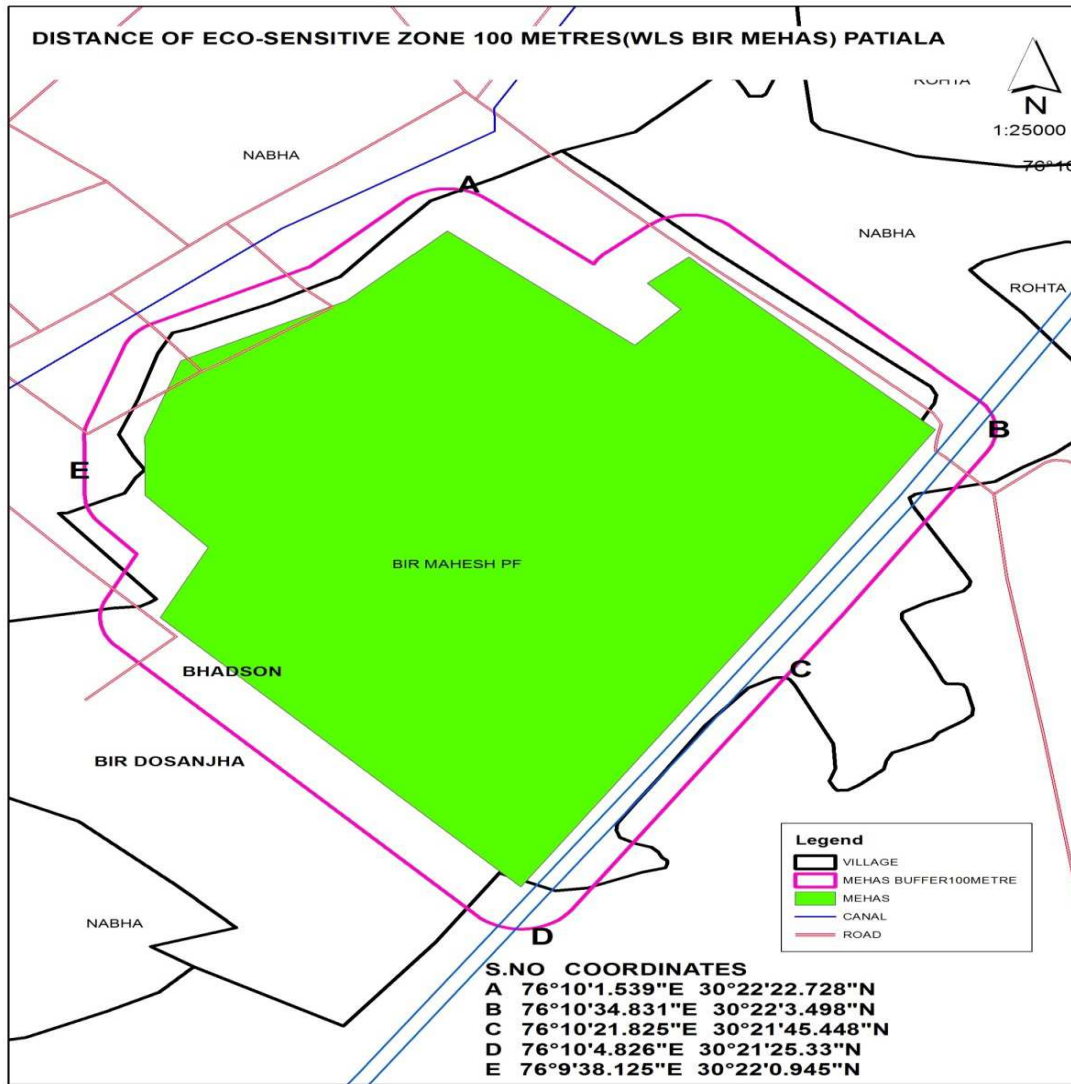 DISTANCE OF ECO-SENSITIVE ZONE 100 METRES(WLS BIR MEHAS) PATIALA
ROHTA
N
1:25000
76°10
NABHA
A
NABHA
ROHTA
B
E
BIR MAHESH PF
C
BHADSON
BIR DOSANJHA
Legend
VILLAGE
MEHAS BUFFER100METRE
MEHAS
CANAL
ROAD
NABHA
D
S.NO COORDINATES
A 76°10'1.539"E 30°22'22.728"N
B 76°10'34.831"E 30°22'3.498"N
C 76°10'21.825"E 30°21'45.448"N
D 76°10'4.826"E 30°21'25.33"N
E 76°9'38.125"E 30°22'0.945"N